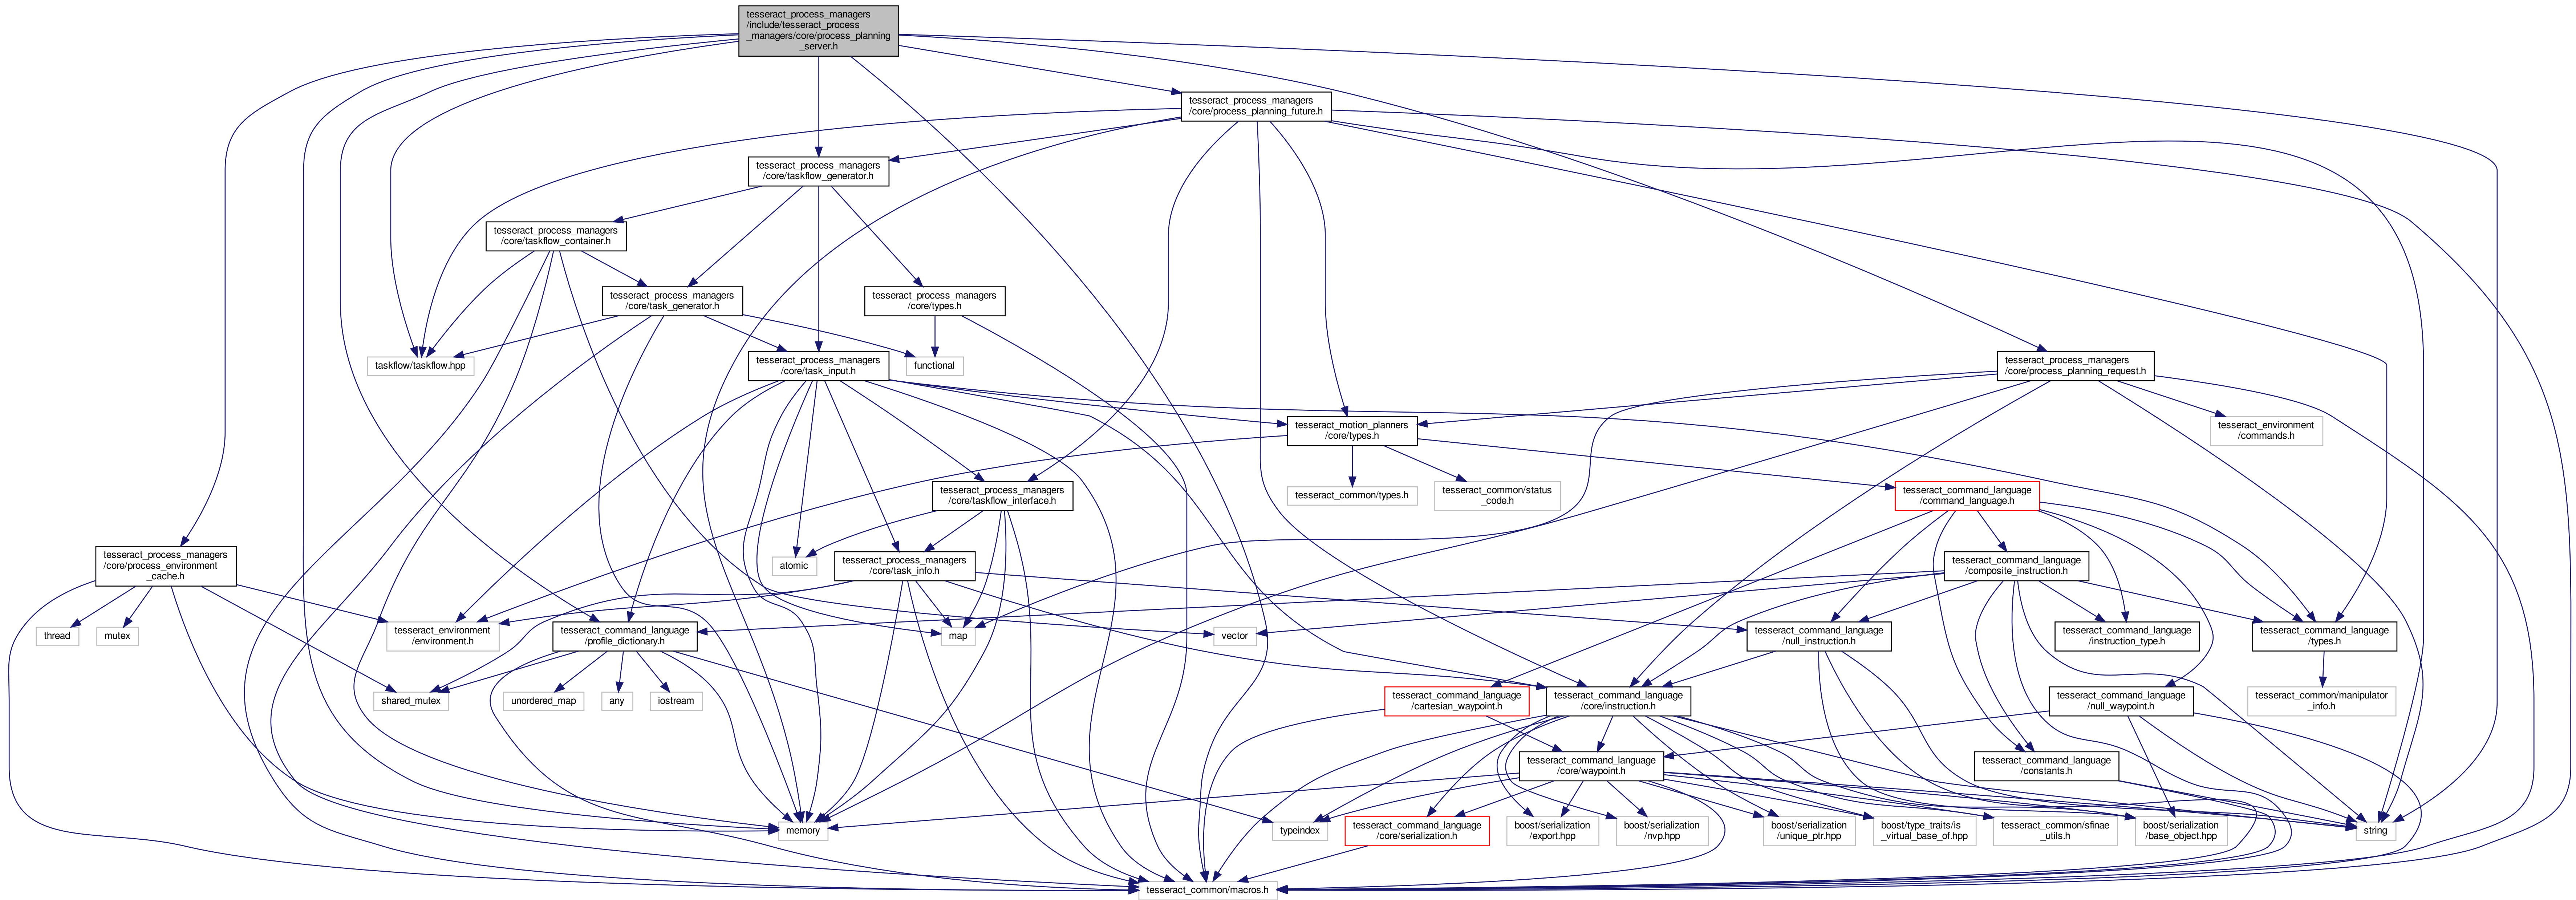 tesseract_process_managers
/include/tesseract_process
_managers/core/process_planning
_server.h
tesseract_process_managers
/core/process_planning_future.h
tesseract_process_managers
/core/taskflow_generator.h
tesseract_process_managers
/core/taskflow_container.h
tesseract_process_managers
/core/task_generator.h
tesseract_process_managers
/core/types.h
taskflow/taskflow.hpp
tesseract_process_managers
/core/task_input.h
functional
tesseract_process_managers
/core/process_planning_request.h
tesseract_motion_planners
/core/types.h
tesseract_environment
/commands.h
tesseract_process_managers
/core/taskflow_interface.h
tesseract_common/types.h
tesseract_common/status
_code.h
tesseract_command_language
/command_language.h
tesseract_process_managers
/core/process_environment
_cache.h
atomic
tesseract_process_managers
/core/task_info.h
tesseract_command_language
/composite_instruction.h
thread
mutex
tesseract_environment
/environment.h
tesseract_command_language
/profile_dictionary.h
map
vector
tesseract_command_language
/null_instruction.h
tesseract_command_language
/instruction_type.h
tesseract_command_language
/types.h
shared_mutex
unordered_map
any
iostream
tesseract_command_language
/cartesian_waypoint.h
tesseract_command_language
/core/instruction.h
tesseract_command_language
/null_waypoint.h
tesseract_common/manipulator
_info.h
tesseract_command_language
/core/waypoint.h
tesseract_command_language
/constants.h
memory
typeindex
tesseract_command_language
/core/serialization.h
boost/serialization
/export.hpp
boost/serialization
/nvp.hpp
boost/serialization
/unique_ptr.hpp
boost/type_traits/is
_virtual_base_of.hpp
tesseract_common/sfinae
_utils.h
boost/serialization
/base_object.hpp
string
tesseract_common/macros.h